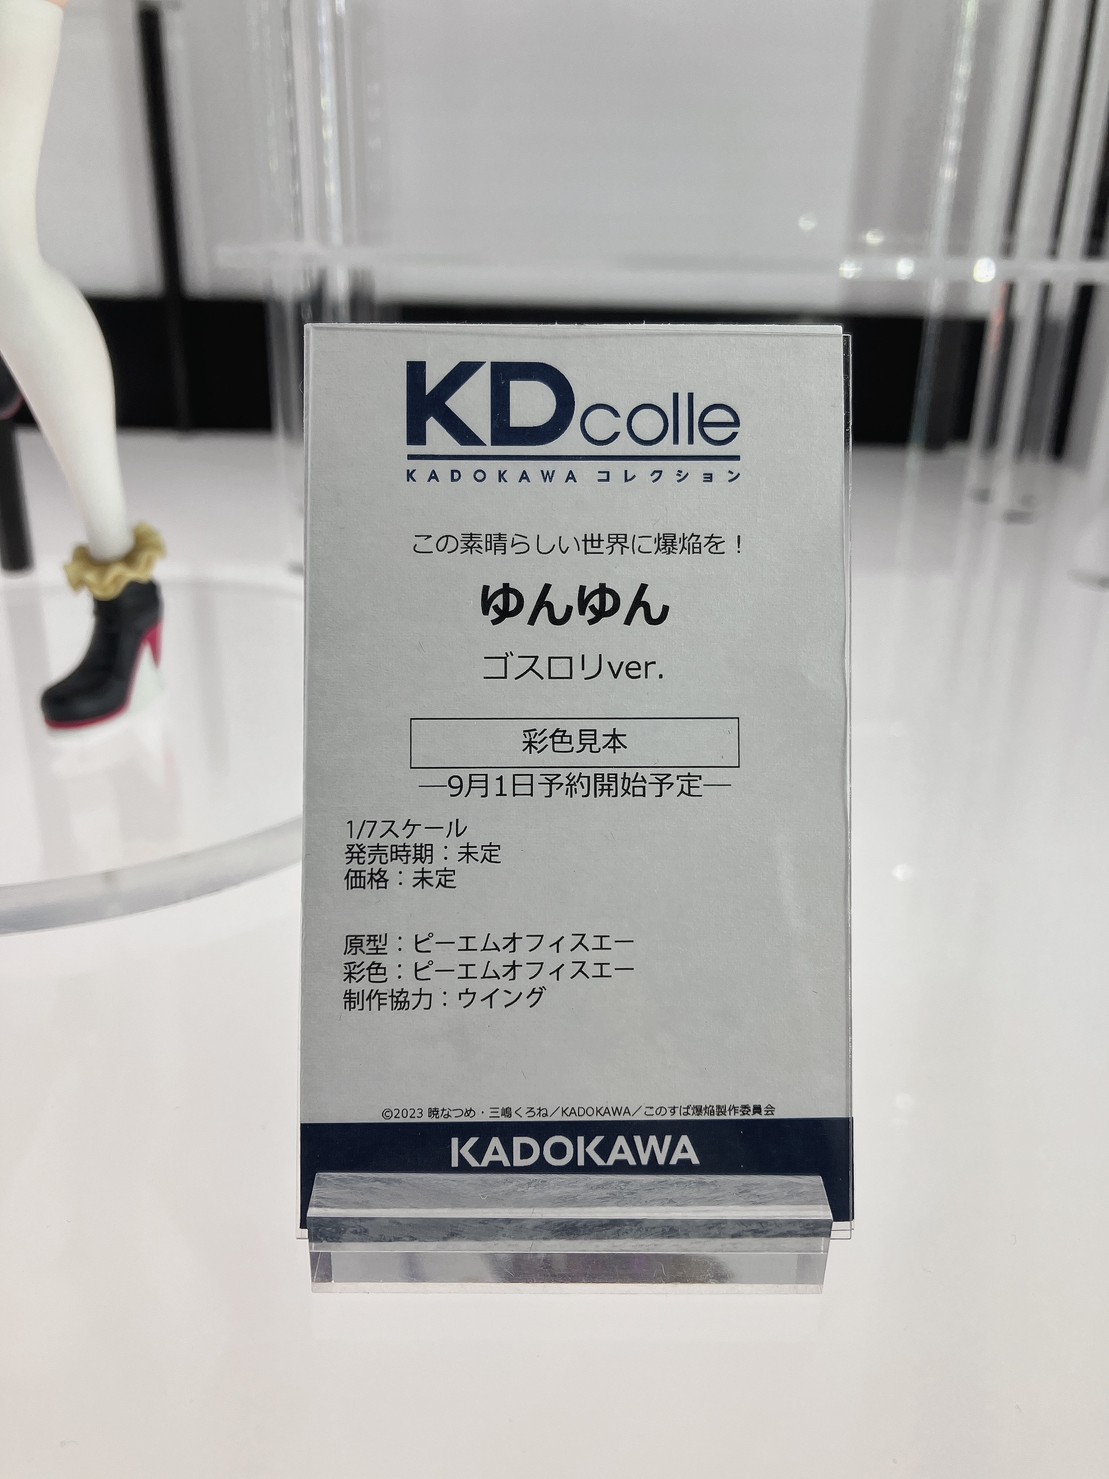 KDcolle
KADOKAWA コレクション
この素晴らしい世界に爆焔を！
ゆんゆん
ゴスロリver.
彩色見本
―9月1日予約開始予定―
1/7スケール
発売時期：未定
価格：未定
原型：ピーエムオフィスエー
彩色：ピーエムオフィスエー
制作協力：ウイング
©2023 暁なつめ・三嶋くろね／KADOKAWA／このすば爆焔製作委員会
KADOKAWA